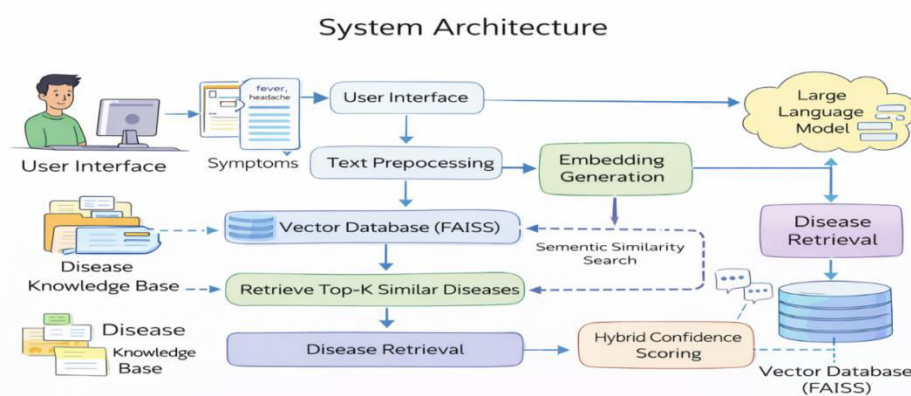 System Architecture
fever,
headache
User Interface
Large
Language
Model
User Interface
Symptoms
Text Prepocessing
Embedding
Generation
Disease
Retrieval
Vector Database (FAISS)
Sementic Similarity
Search
Disease
Knowledge Base
Retrieve Top-K Similar Diseases
Disease
Knowledge
Base
Disease Retrieval
Hybrid Confidence
Scoring
Vector Database
(FAISS)